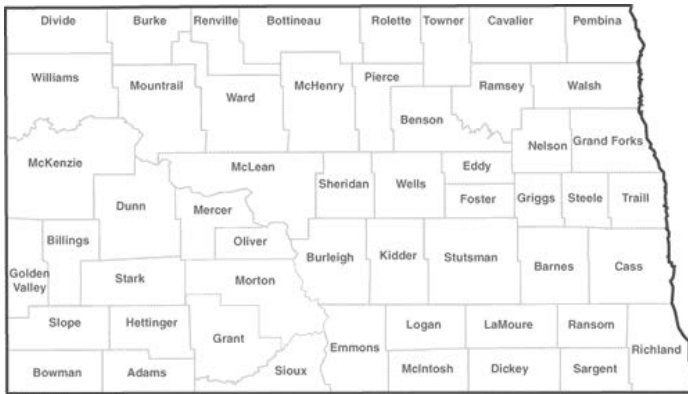 Divide
Burke
Renville
Bottineau
Rolette
Towner
Cavalier
Pembina
Williams
Mountrail
Ward
McHenry
Pierce
Benson
Ramsey
Walsh
McKenzie
Dunn
McLean
Mercer
Oliver
Sheridan
Wells
Eddy
Foster
Nelson
Grand Forks
Griggs
Steele
Traill
Golden
Valley
Billings
Stark
Morton
Burleigh
Kidder
Stutsman
Barnes
Cass
Slope
Hettinger
Grant
Emmons
Logan
LaMoure
Ransom
Richland
Bowman
Adams
Sioux
McIntosh
Dickey
Sargent